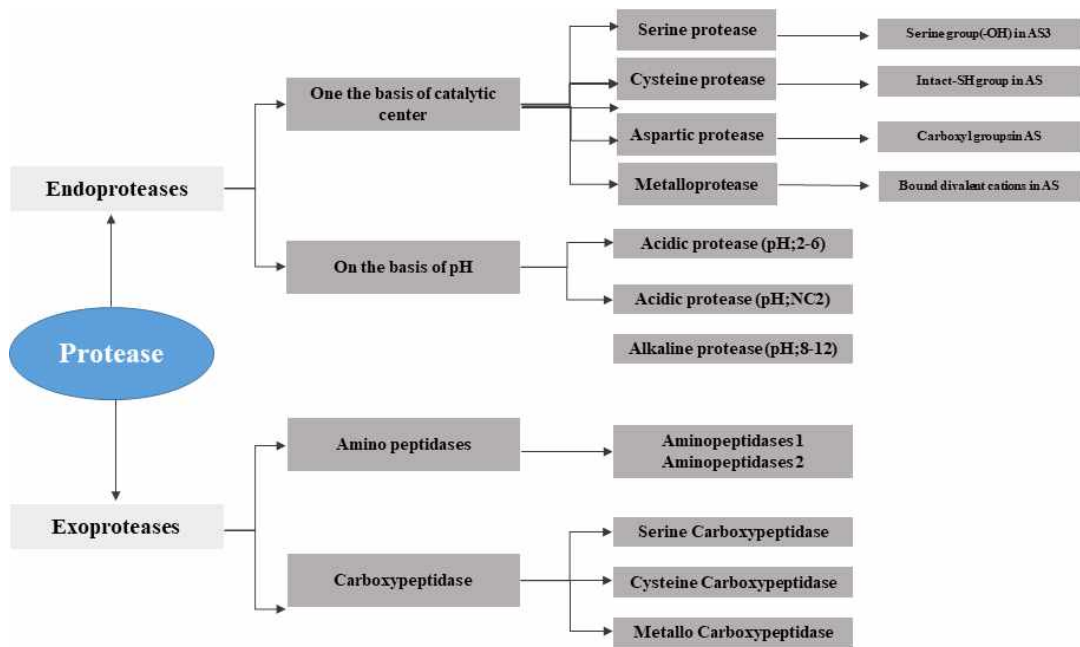 Serine protease
Serine group(-OH) in AS3
Cysteine protease
Intact-SH group in AS
One the basis of catalytic
center
Aspartic protease
Carboxyl groupsin AS
Endoproteases
Metalloprotease
Bound divalent cations in AS
On the basis of pH
Acidic protease (pH;2-6)
Acidic protease (pH;NC2)
Alkaline protease (pH;8-12)
Protease
Amino peptidases
Aminopeptidases 1
Aminopeptidases 2
Exoproteases
Carboxypeptidase
Serine Carboxypeptidase
Cysteine Carboxypeptidase
Metallo Carboxypeptidase